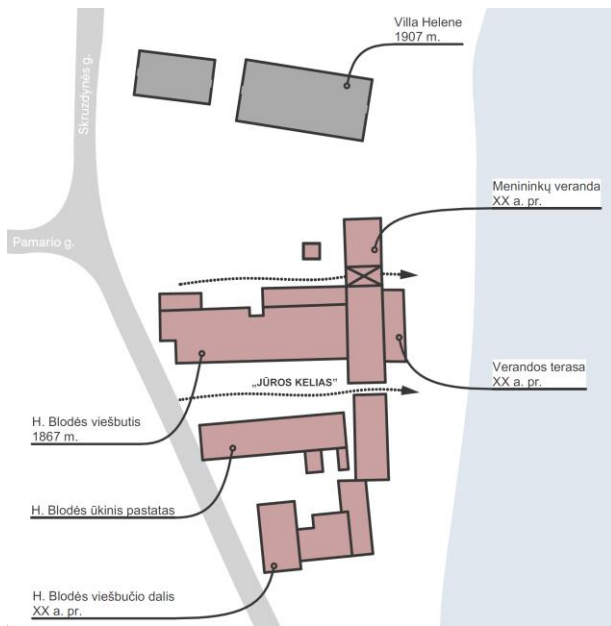 Villa Helene
1907 m.
Skruzdynės g.
Menininkų veranda
XX a. pr.
Pamario g.
Verandos terasa
XX a. pr.
„JŪROS KELIAS”
H. Blodės viešbutis
1867 m.
H. Blodės ūkinis pastatas
H. Blodės viešbučio dalis
XX a. pr.